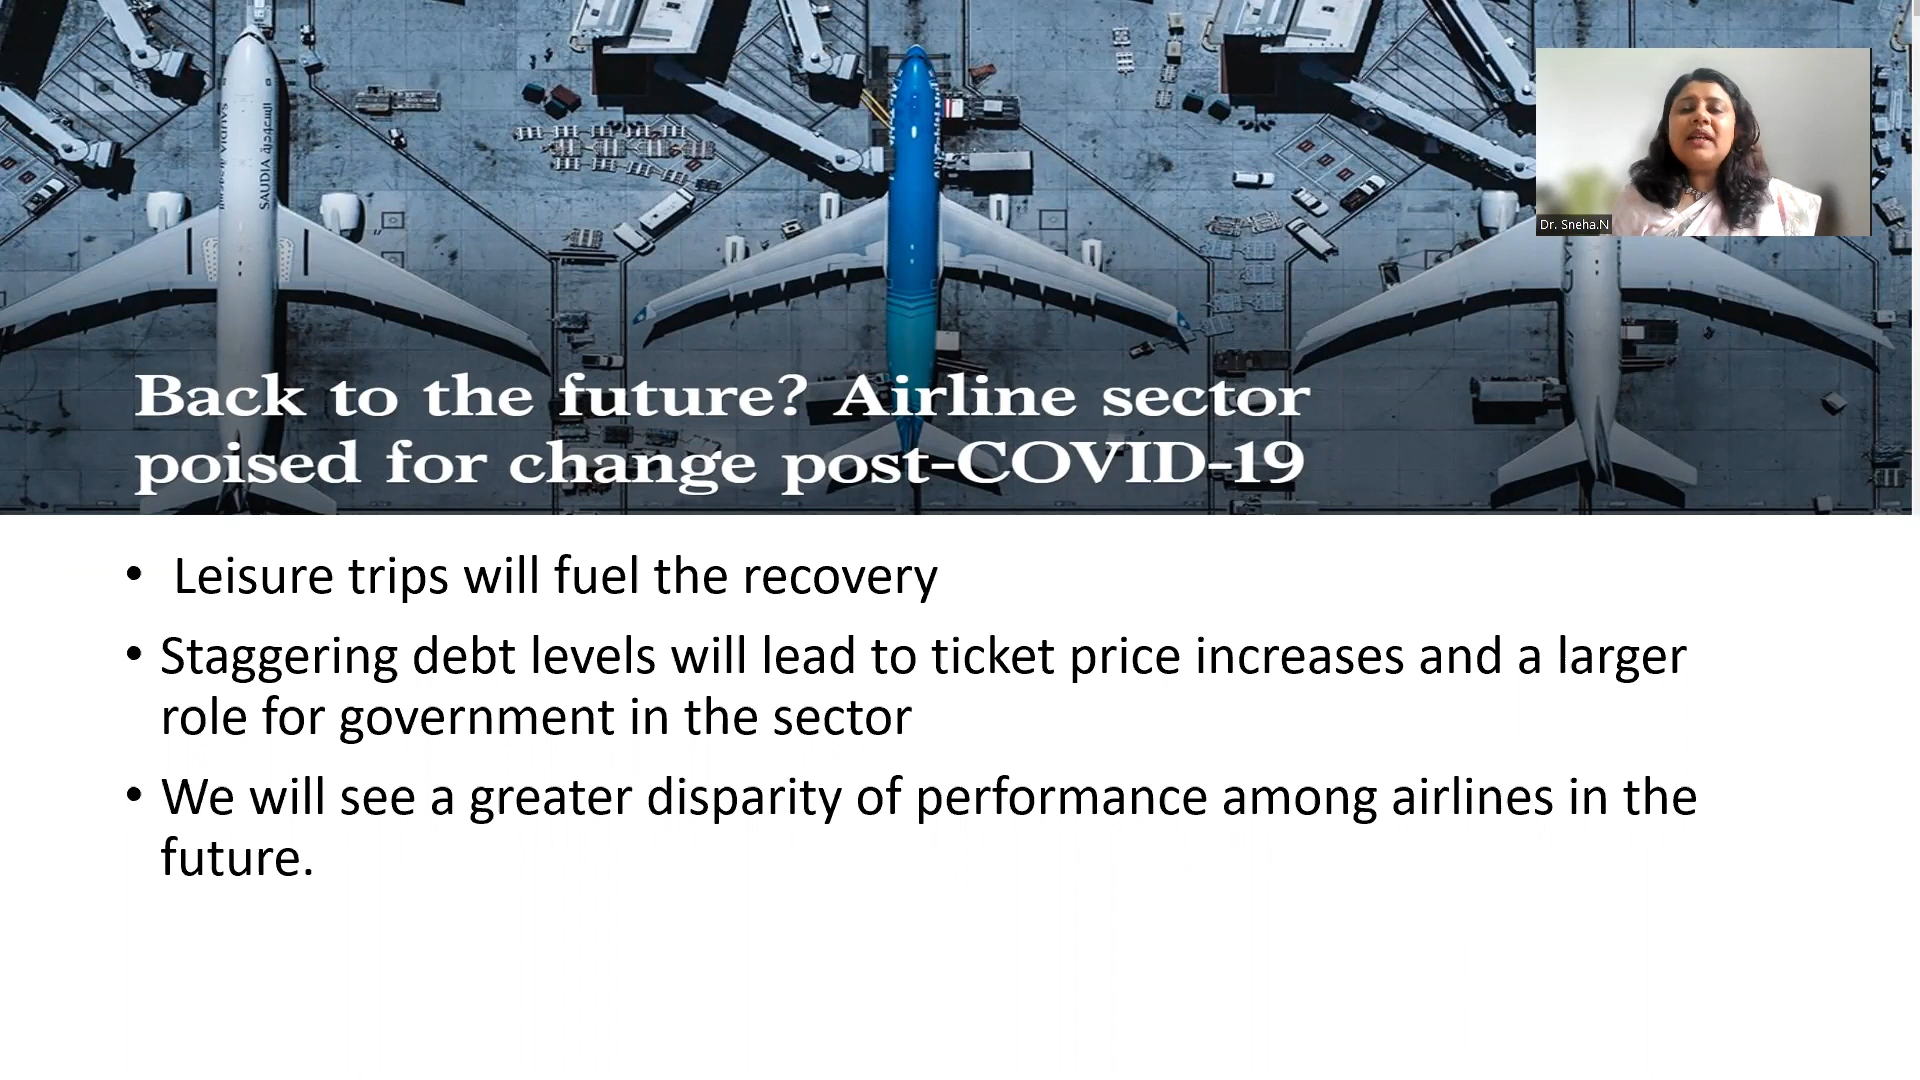 SAUDIA السعودية
Dr. Sneha.N
Back to the future? Airline sector
poised for change post-COVID-19
• Leisure trips will fuel the recovery
• Staggering debt levels will lead to ticket price increases and a larger
role for government in the sector
• We will see a greater disparity of performance among airlines in the
future.